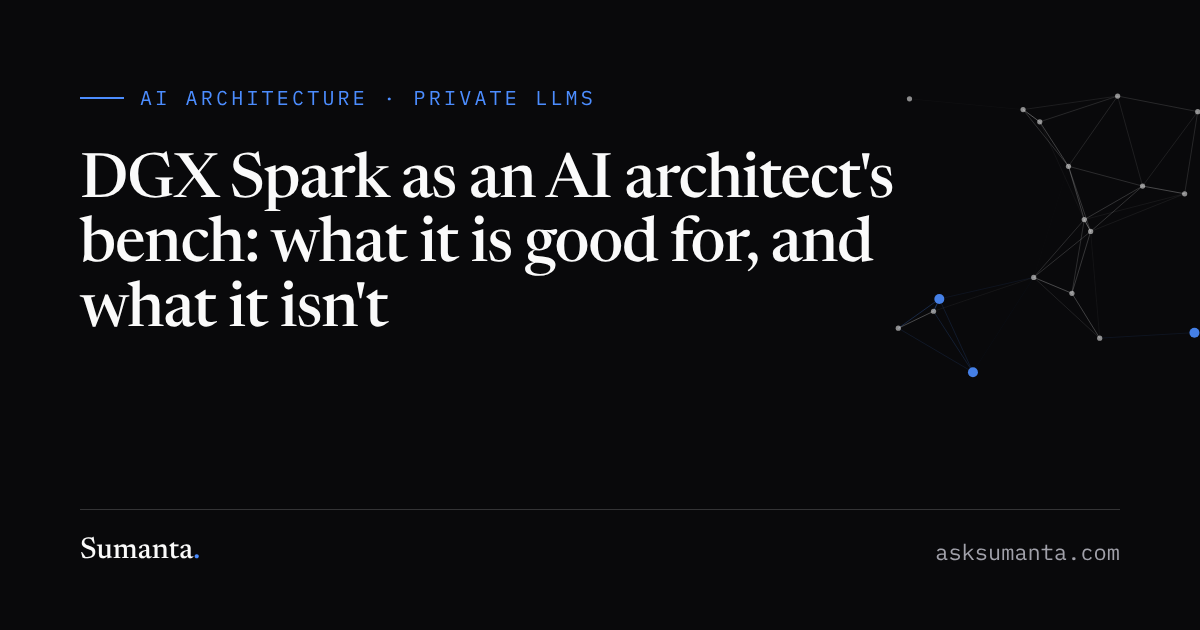 AI ARCHITECTURE · PRIVATE LLMS
DGX Spark as an AI architect's
bench: what it is good for, and
what it isn't
Sumanta.
asksumanta.com